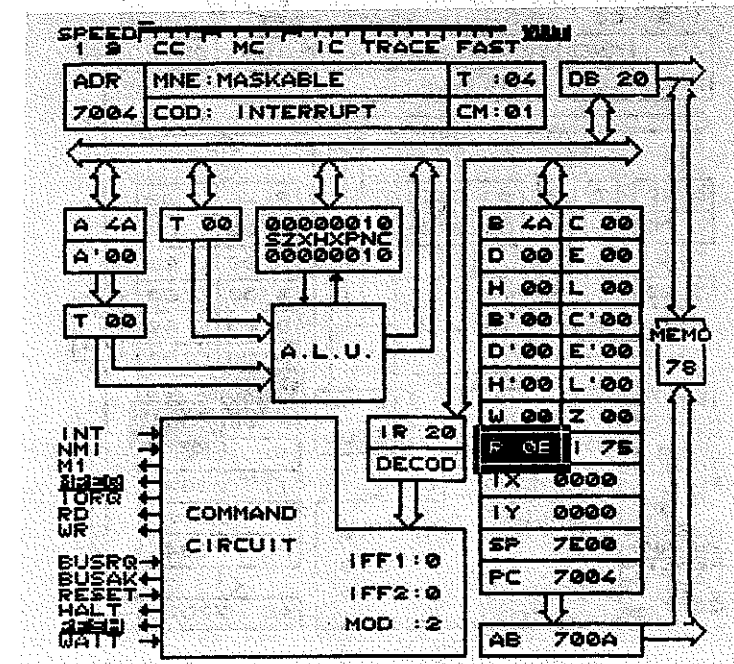 SPEED
1 9 CC MC IC TRACE FAST
ADR MNE:MASKABLE T :04 DB 20
7004 COD: INTERRUPT CM:01
A 4A T 00 00000010 B 4A C 00
SZXHXPNC
A'00 00000010 D 00 E 00
H 00 L 00
T 00 B'00 C'00 MEMO
A.L.U. D'00 E'00 78
H'00 L'00
IR 20 W 00 Z 00
INT
NMI DECOD R 0E I 75
M1
IORQ IX 0000
RD
WR COMMAND IY 0000
CIRCUIT SP 7E00
BUSRQ IFF1:0
BUSAK
RESET IFF2:0 PC 7004
HALT
MOD :2
WAIT AB 700A